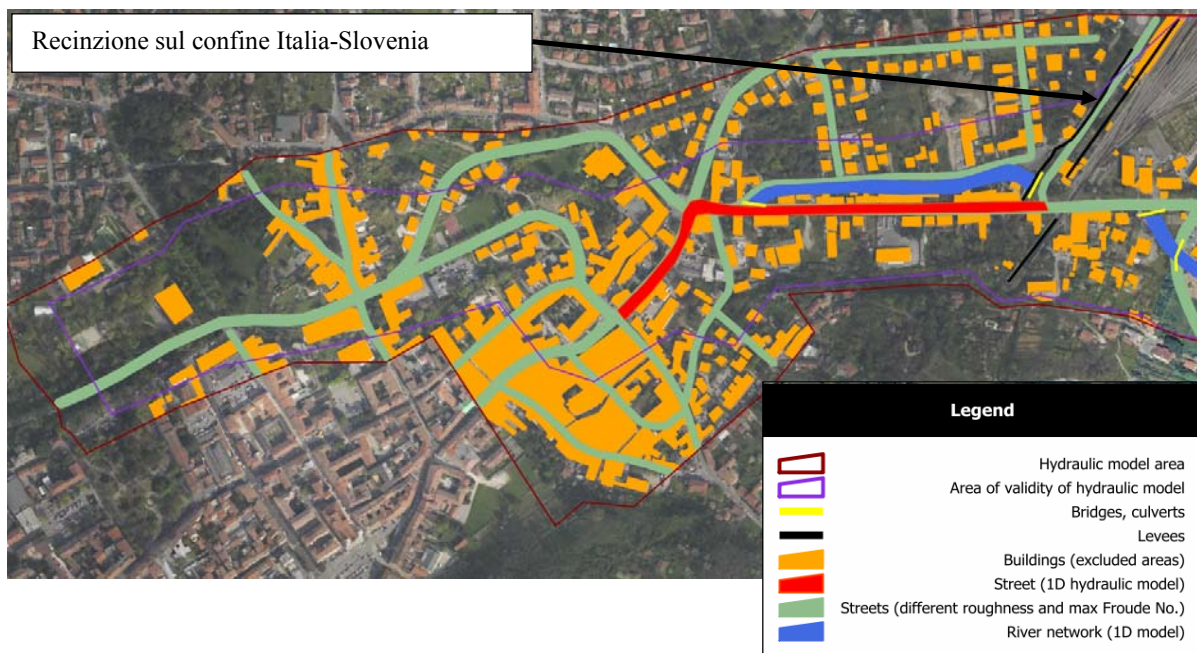 Recinzione sul confine Italia-Slovenia
Legend
Hydraulic model area
Area of validity of hydraulic model
Bridges, culverts
Levees
Buildings (excluded areas)
Street (1D hydraulic model)
Streets (different roughness and max Froude No.)
River network (1D model)